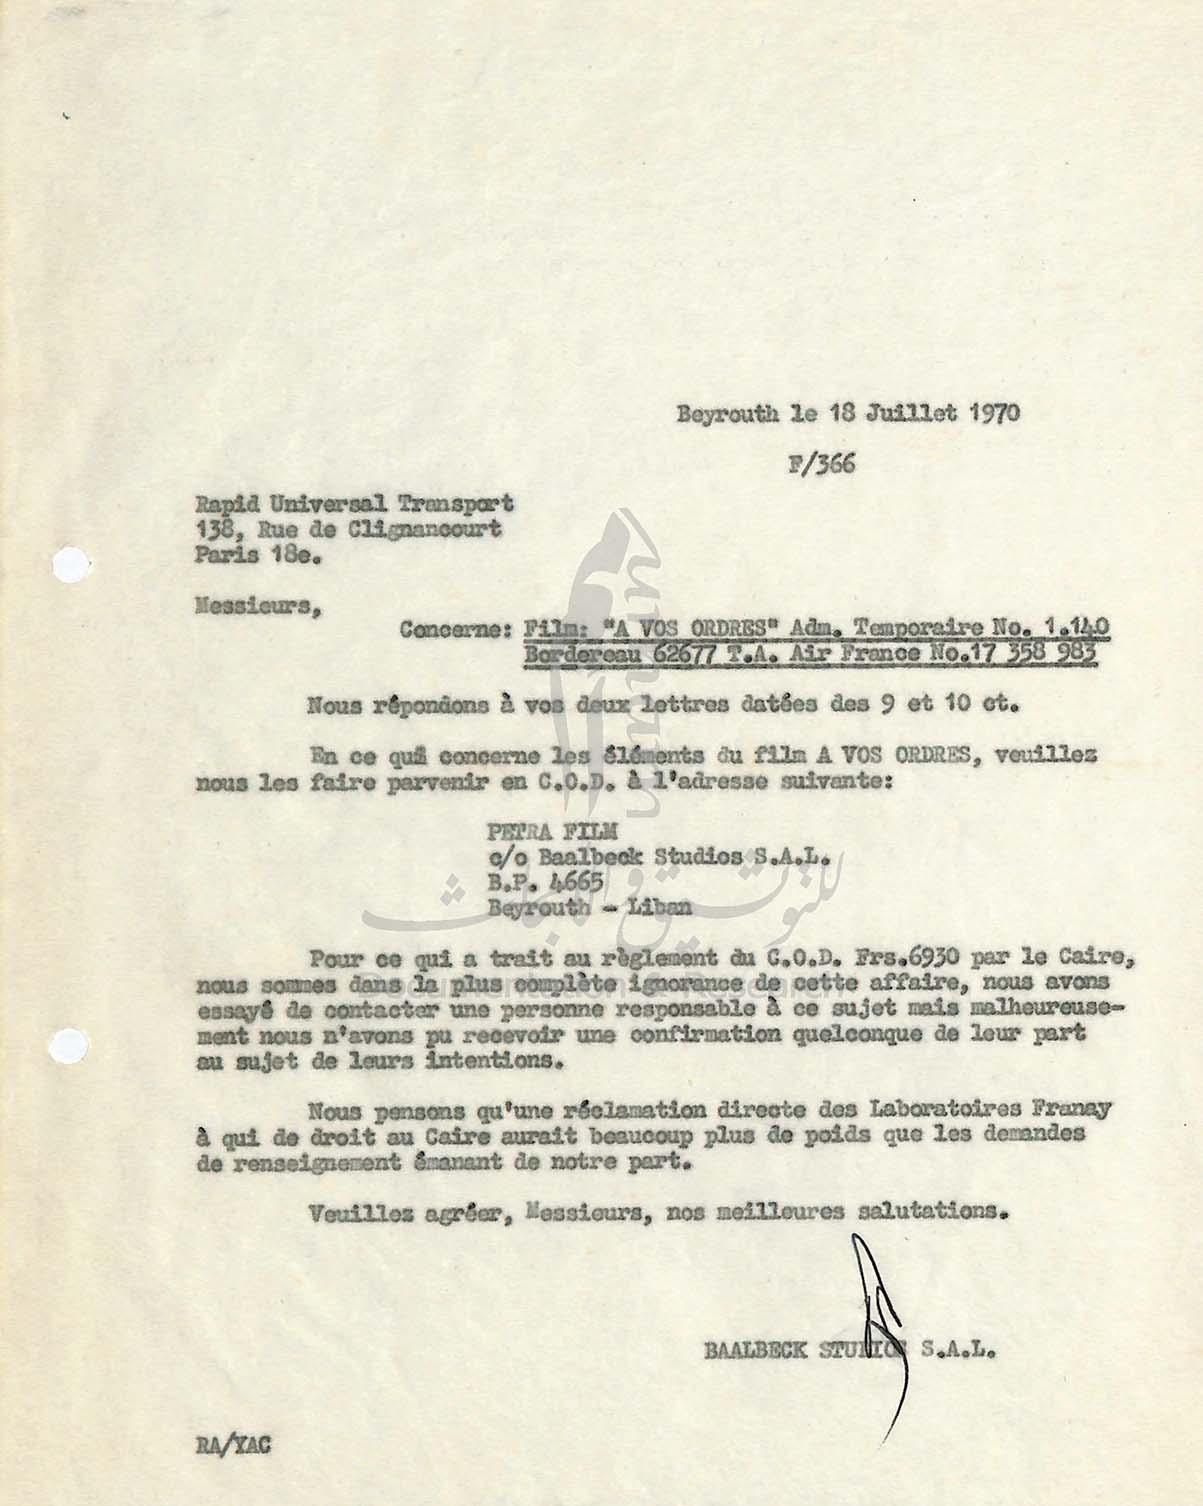 Beyrouth le 18 Juillet 1970
F/366
Rapid Universal Transport
138, Rue de Clignancourt
Paris 18e.
Messieurs,
Concerne: Film: "A VOS ORDRES" Adm. Temporaire No. 1.140
Bordereau 62677 T.A. Air France No.17 358 983
Nous répondons à vos deux lettres datées des 9 et 10 ct.
En ce qui concerne les éléments du film A VOS ORDRES, veuillez
nous les faire parvenir en C.O.D. à l'adresse suivante:
PETRA FILM
c/o Baalbeck Studios S.A.L.
B.P. 4665
Beyrouth - Liban
Pour ce qui a trait au règlement du C.O.D. Frs.6930 par le Caire,
nous sommes dans la plus complète ignorance de cette affaire, nous avons
essayé de contacter une personne responsable à ce sujet mais malheureuse-
ment nous n'avons pu recevoir une confirmation quelconque de leur part
au sujet de leurs intentions.
Nous pensons qu'une réclamation directe des Laboratoires Franay
à qui de droit au Caire aurait beaucoup plus de poids que les demandes
de renseignement émanant de notre part.
Veuillez agréer, Messieurs, nos meilleures salutations.
BAALBECK STUDIOS S.A.L.
RA/YAC
umam
للتوثيق والأبحاث
Documentation & Research